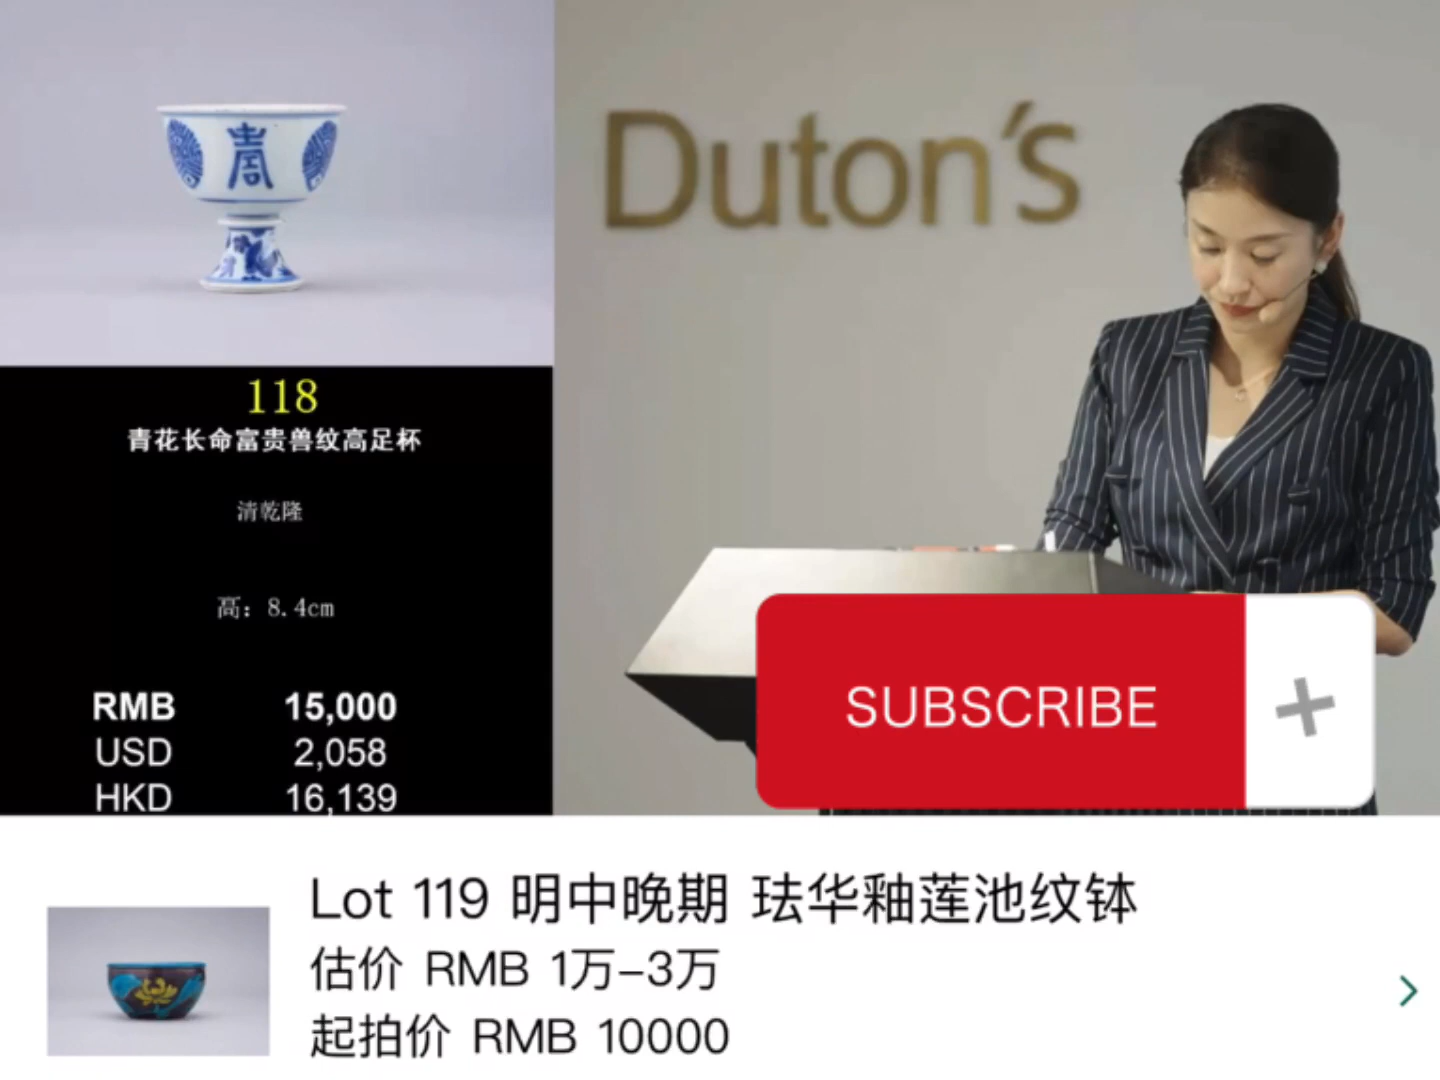 壽
Duton's
118
青花长命富贵兽纹高足杯
清乾隆
高: 8.4cm
RMB 15,000
USD 2,058
HKD 16,139
SUBSCRIBE +
Lot 119 明中晚期 珐华釉莲池纹钵
估价 RMB 1万-3万
起拍价 RMB 10000